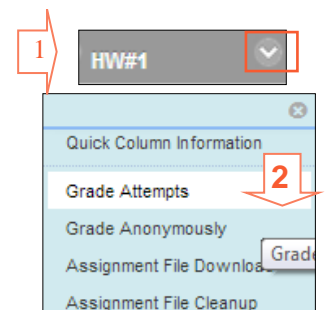 1
HW#1
Quick Column Information
Grade Attempts
2
Grade Anonymously
Grade
Assignment File Download
Assignment File Cleanup